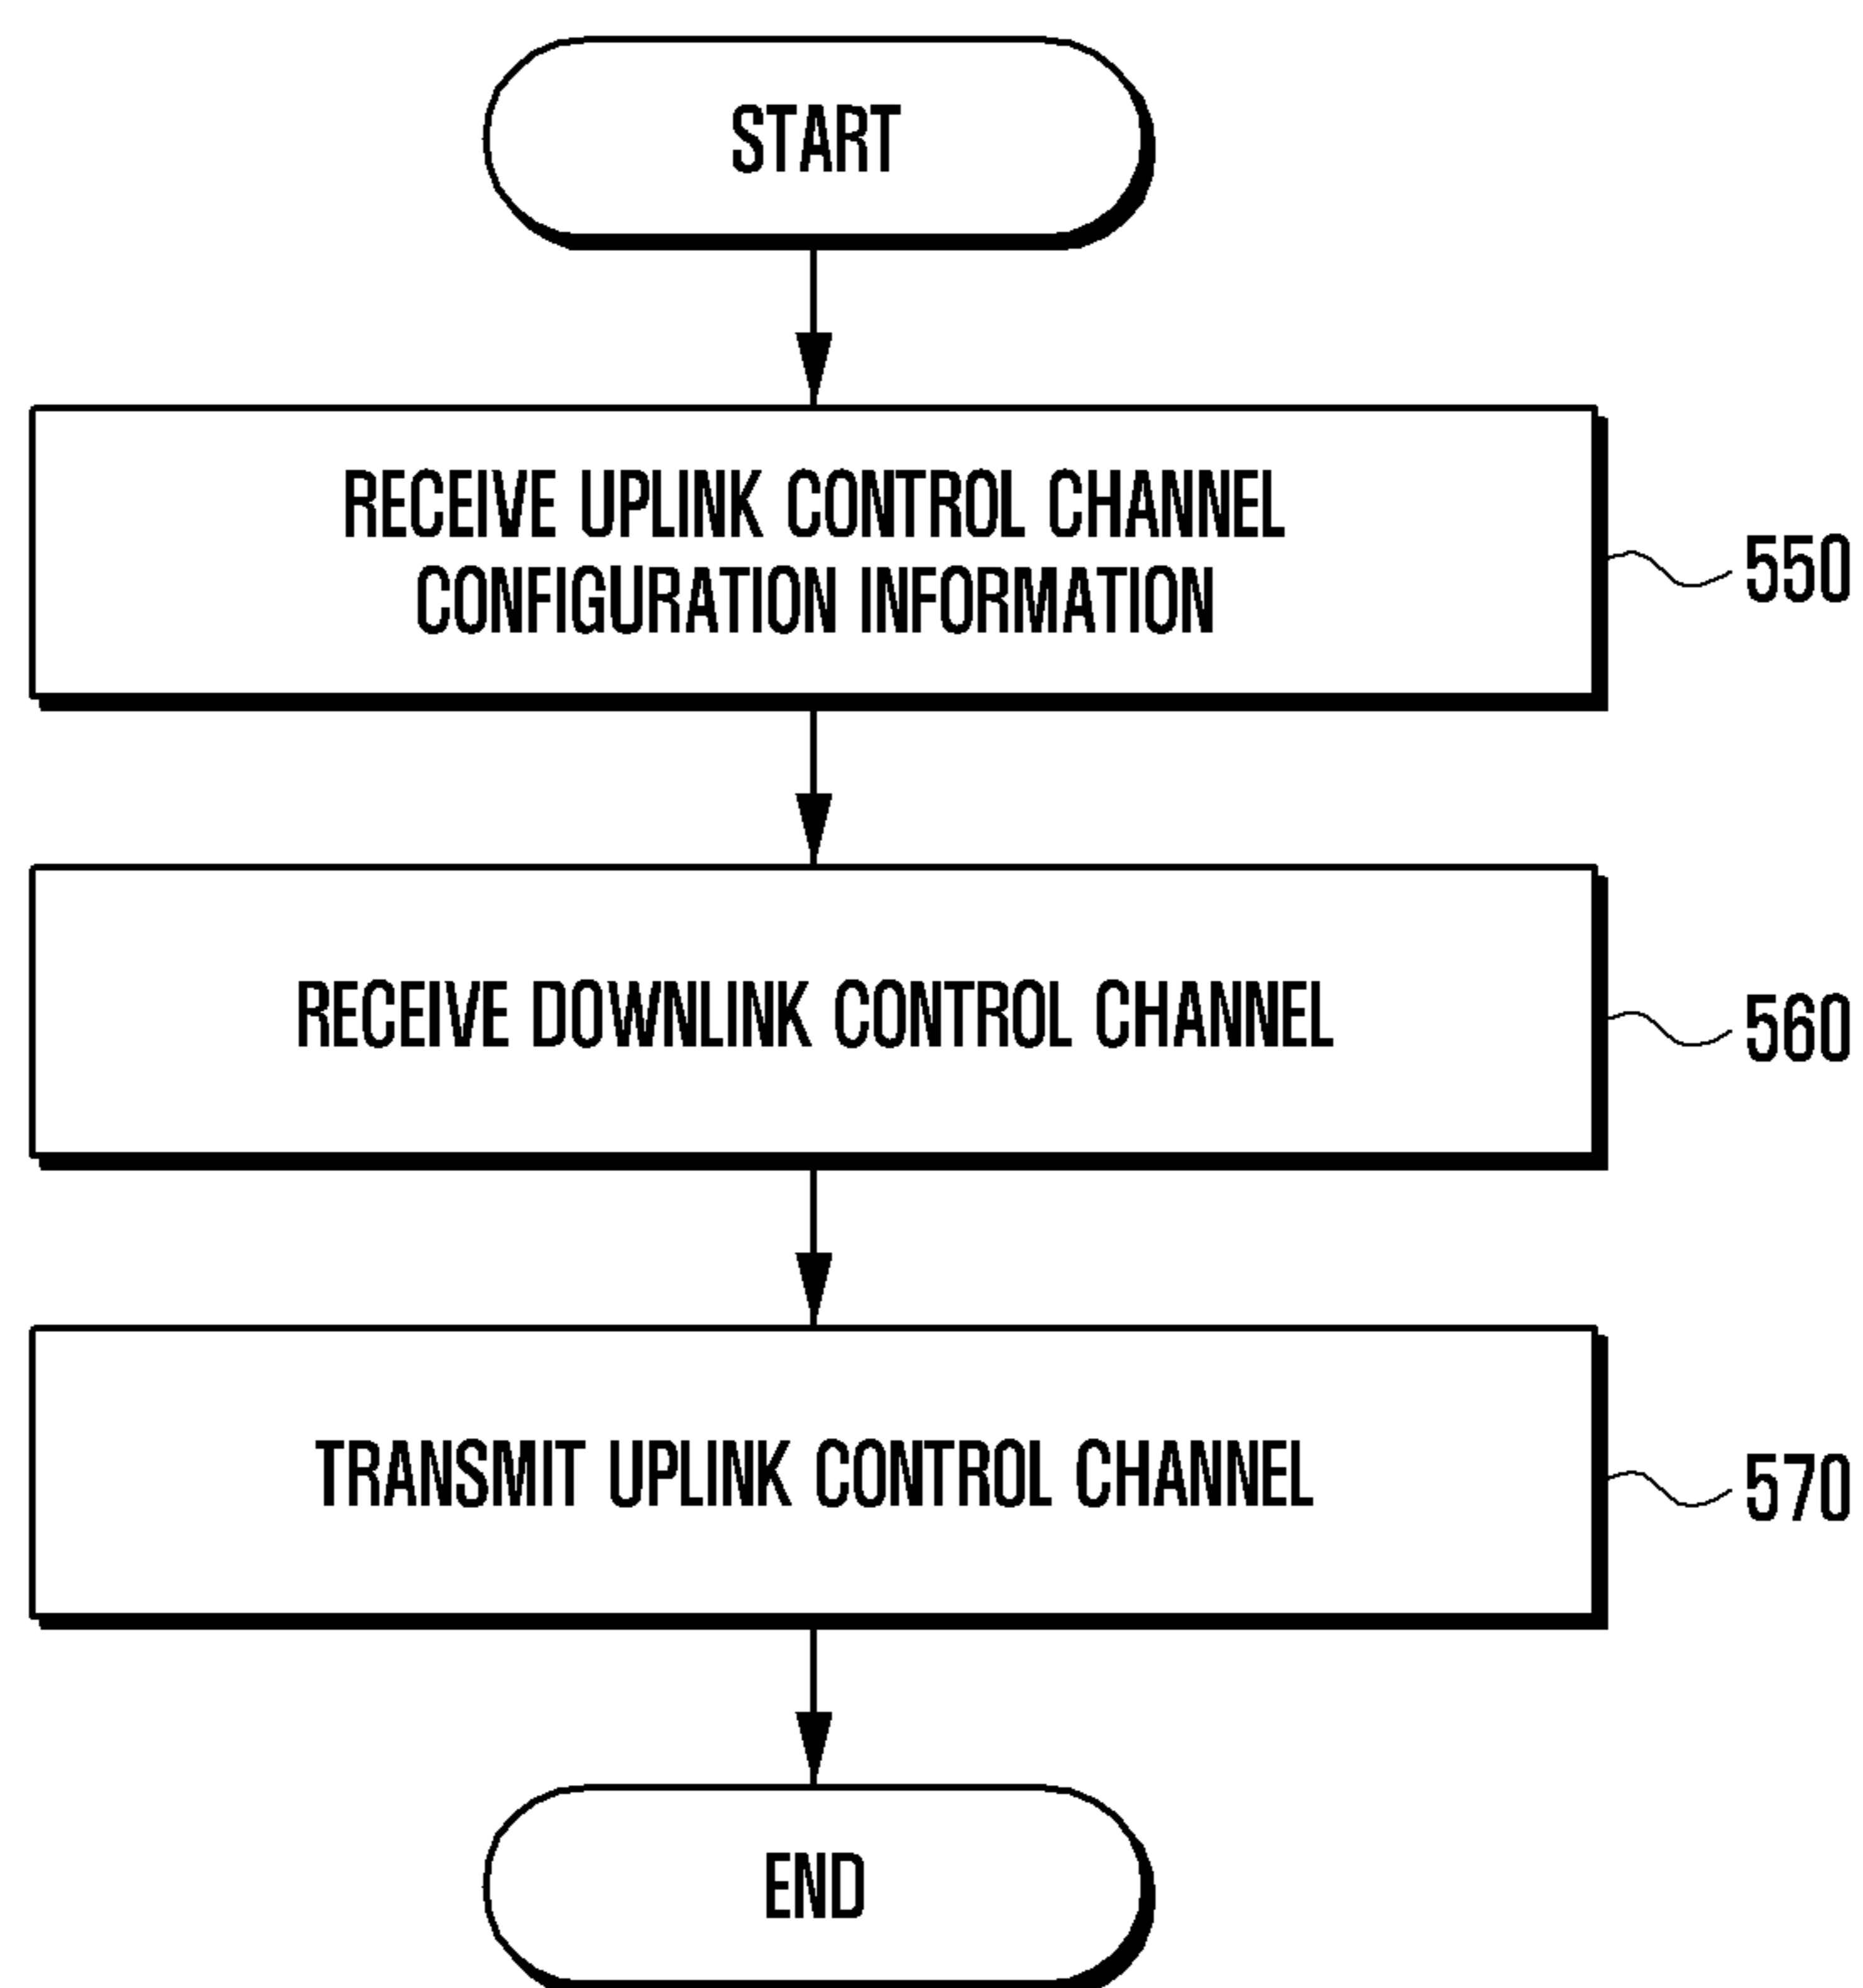 START
RECEIVE UPLINK CONTROL CHANNEL
CONFIGURATION INFORMATION
550
RECEIVE DOWNLINK CONTROL CHANNEL
560
TRANSMIT UPLINK CONTROL CHANNEL
570
END